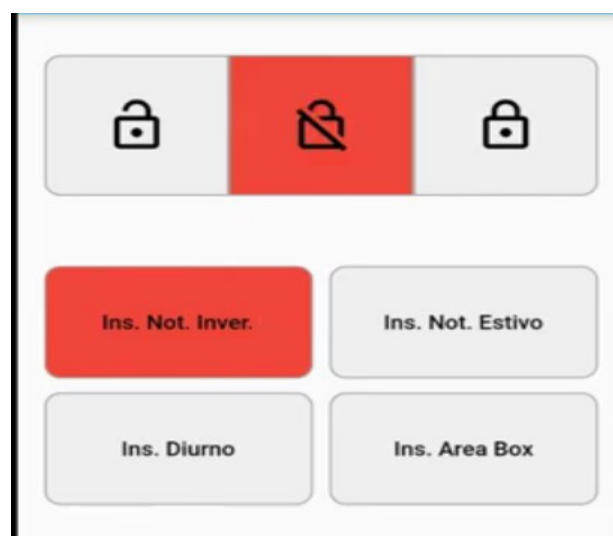 Ins. Not. Inver.
Ins. Not. Estivo
Ins. Diurno
Ins. Area Box